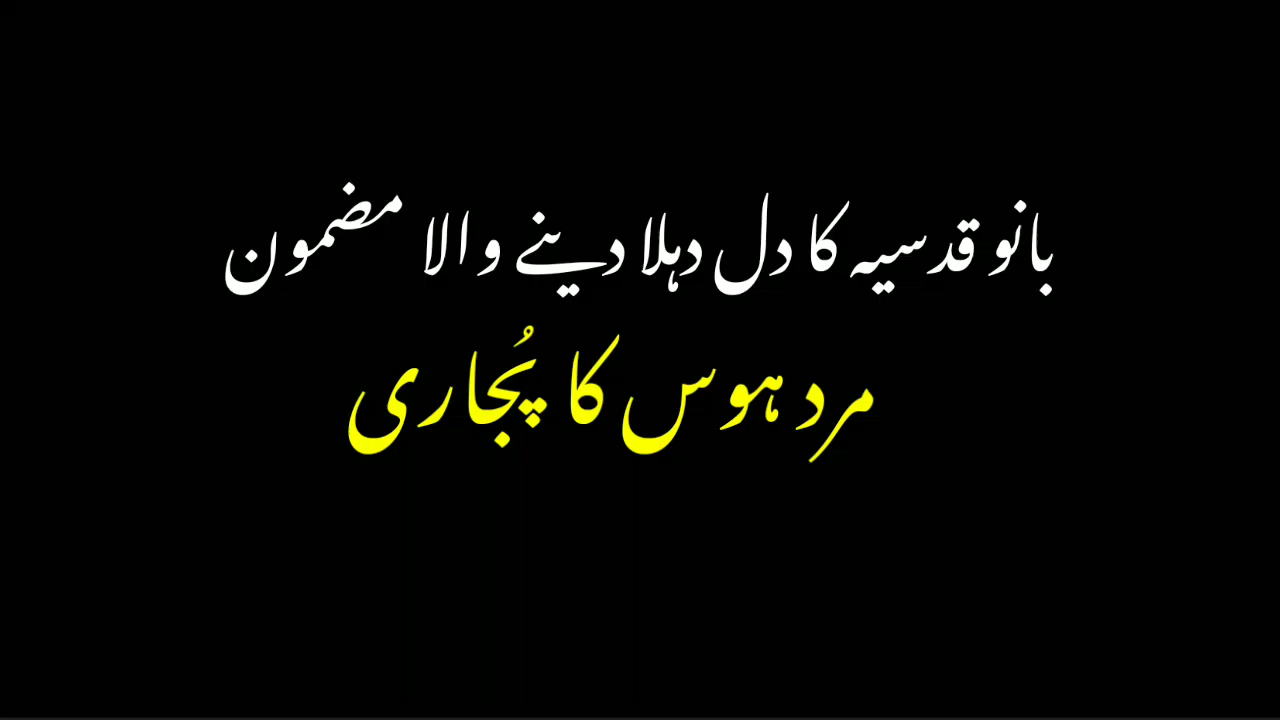 بانو قدسیہ کا دل دہلا دینے والا مضمون
مرد ہوس کا پُجاری